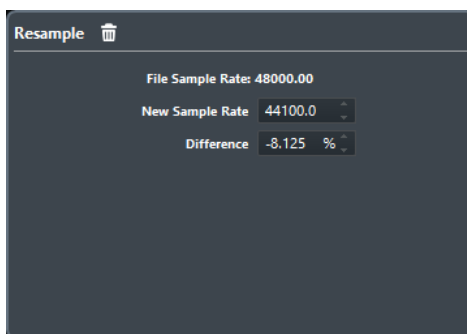 Resample
File Sample Rate: 48000.00
New Sample Rate 44100.0
Difference -8.125 %